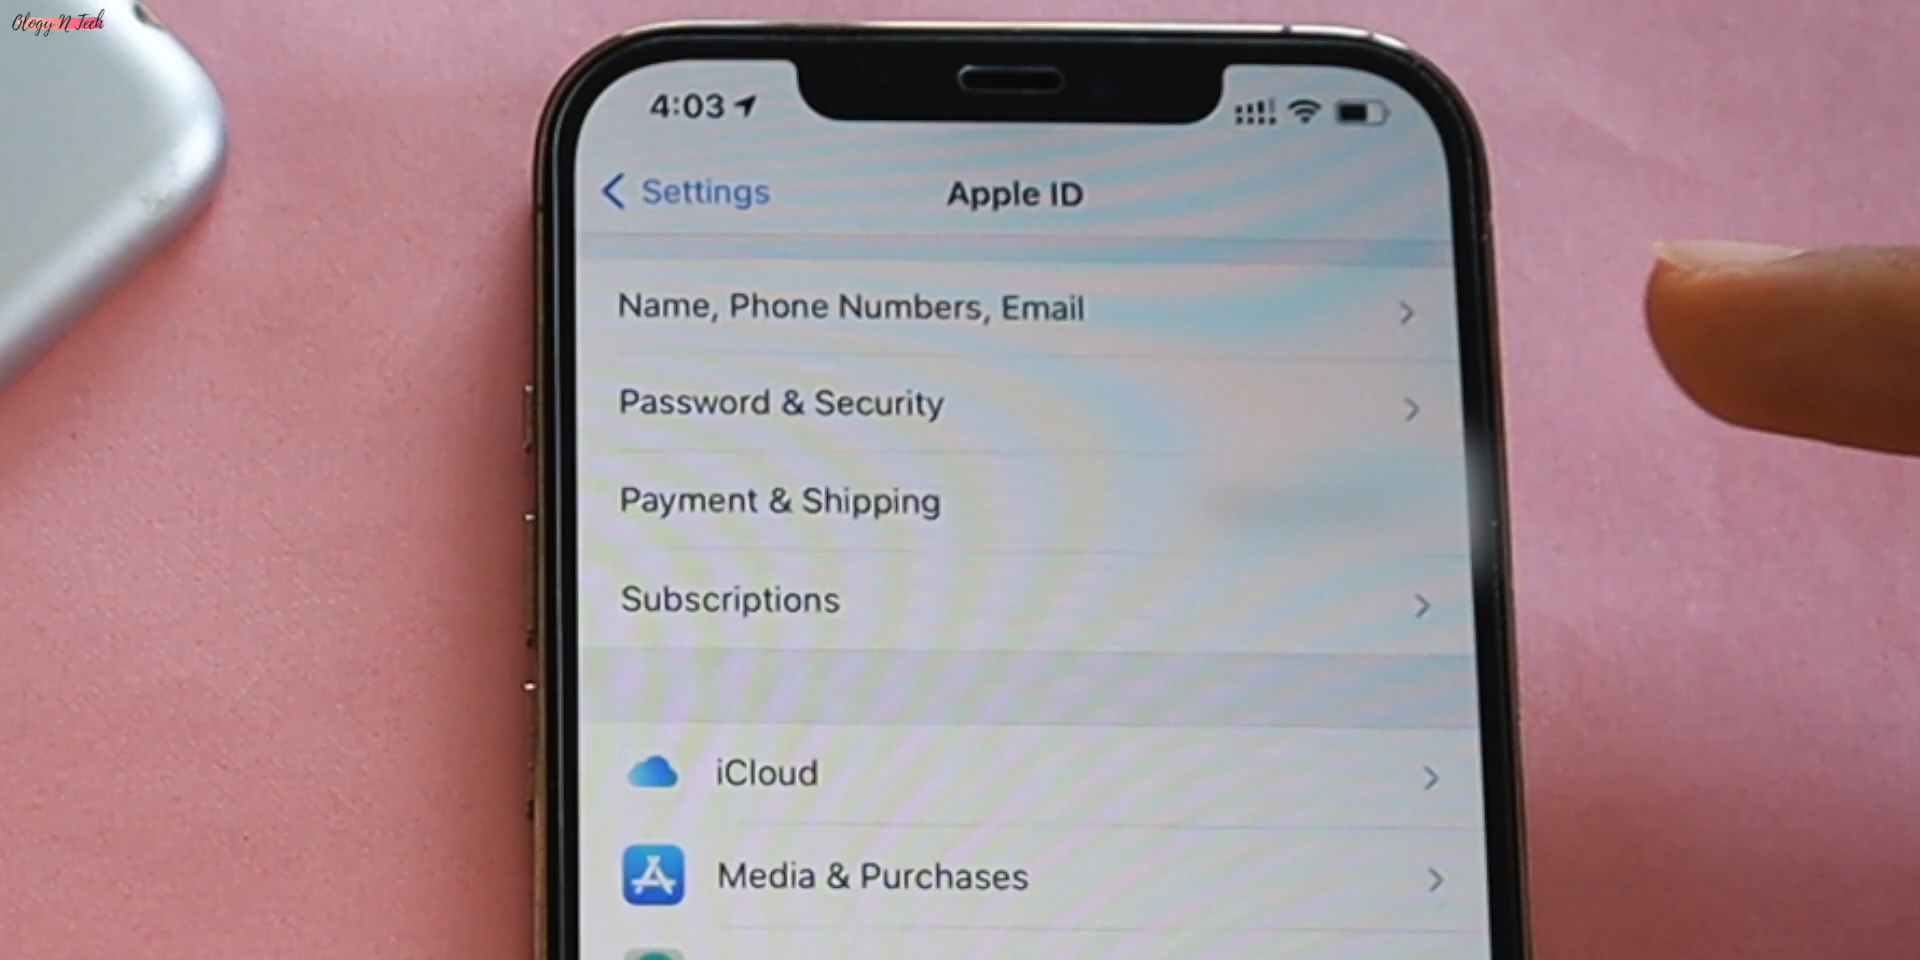 Ology N Tech
4:03
Settings
Apple ID
Name, Phone Numbers, Email
Password & Security
Payment & Shipping
Subscriptions
iCloud
Media & Purchases